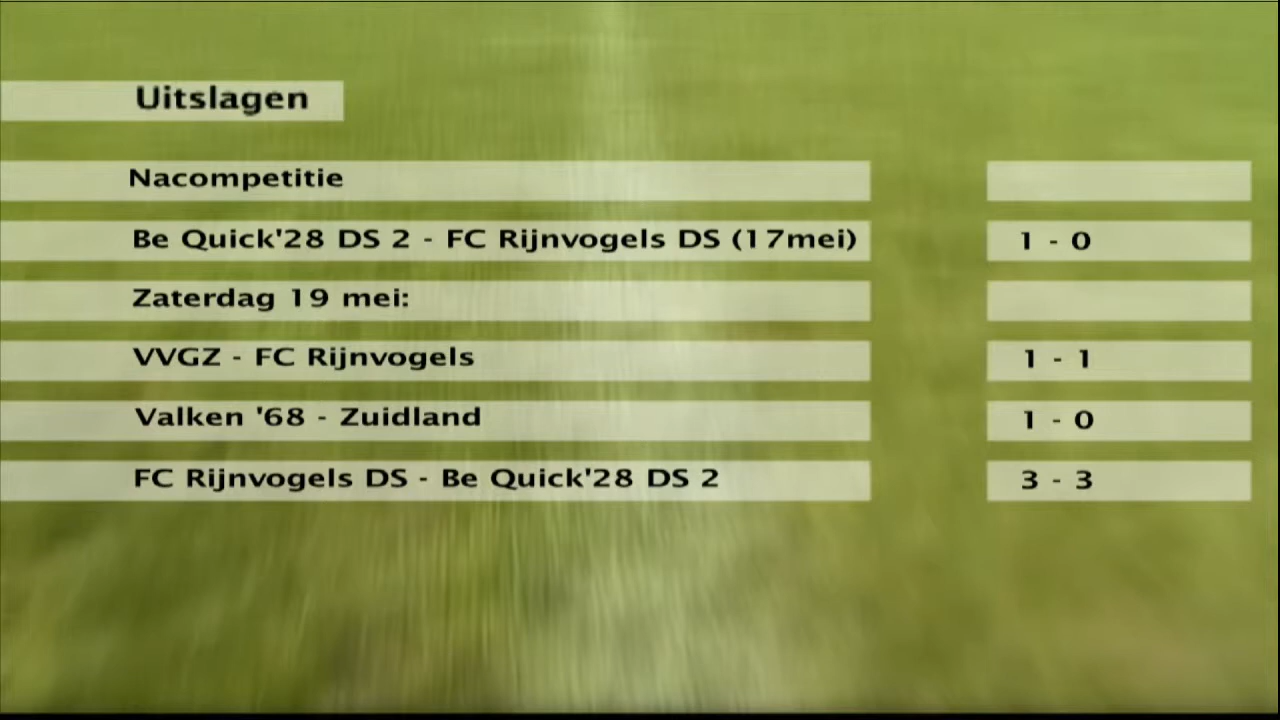 Uitslagen
Nacompetitie
Be Quick'28 DS 2 - FC Rijnvogels DS (17mei) 1 - 0
Zaterdag 19 mei:
VVGZ - FC Rijnvogels 1 - 1
Valken '68 - Zuidland 1 - 0
FC Rijnvogels DS - Be Quick'28 DS 2 3 - 3